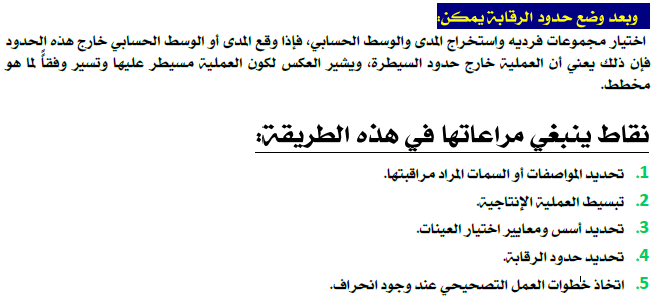 وبعد وضع حدود الرقابة يمكن:
اختيار مجموعات فرديه واستخراج المدى والوسط الحسابي، فإذا وقع المدى أو الوسط الحسابي خارج هذه الحدود
فإن ذلك يعني أن العملية خارج حدود السيطرة، ويشير العكس لكون العملية مسيطر عليها وتسير وفقاً لما هو
مخطط.
نقاط ينبغي مراعاتها في هذه الطريقة:
1. تحديد المواصفات أو السمات المراد مراقبتها.
2. تبسيط العملية الإنتاجية.
3. تحديد أسس ومعايير اختيار العينات.
4. تحديد حدود الرقابة.
5. اتخاذ خطوات العمل التصحيحي عند وجود انحراف.